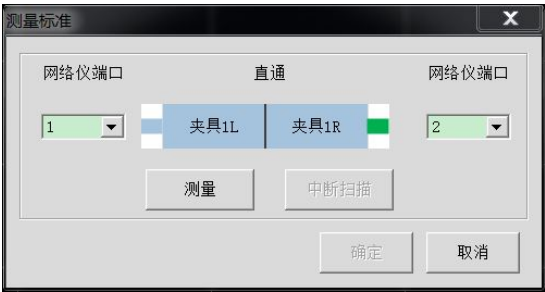 测量标准
网络仪端口 直通 网络仪端口
1 夹具1L 夹具1R 2
测量 中断扫描
确定 取消